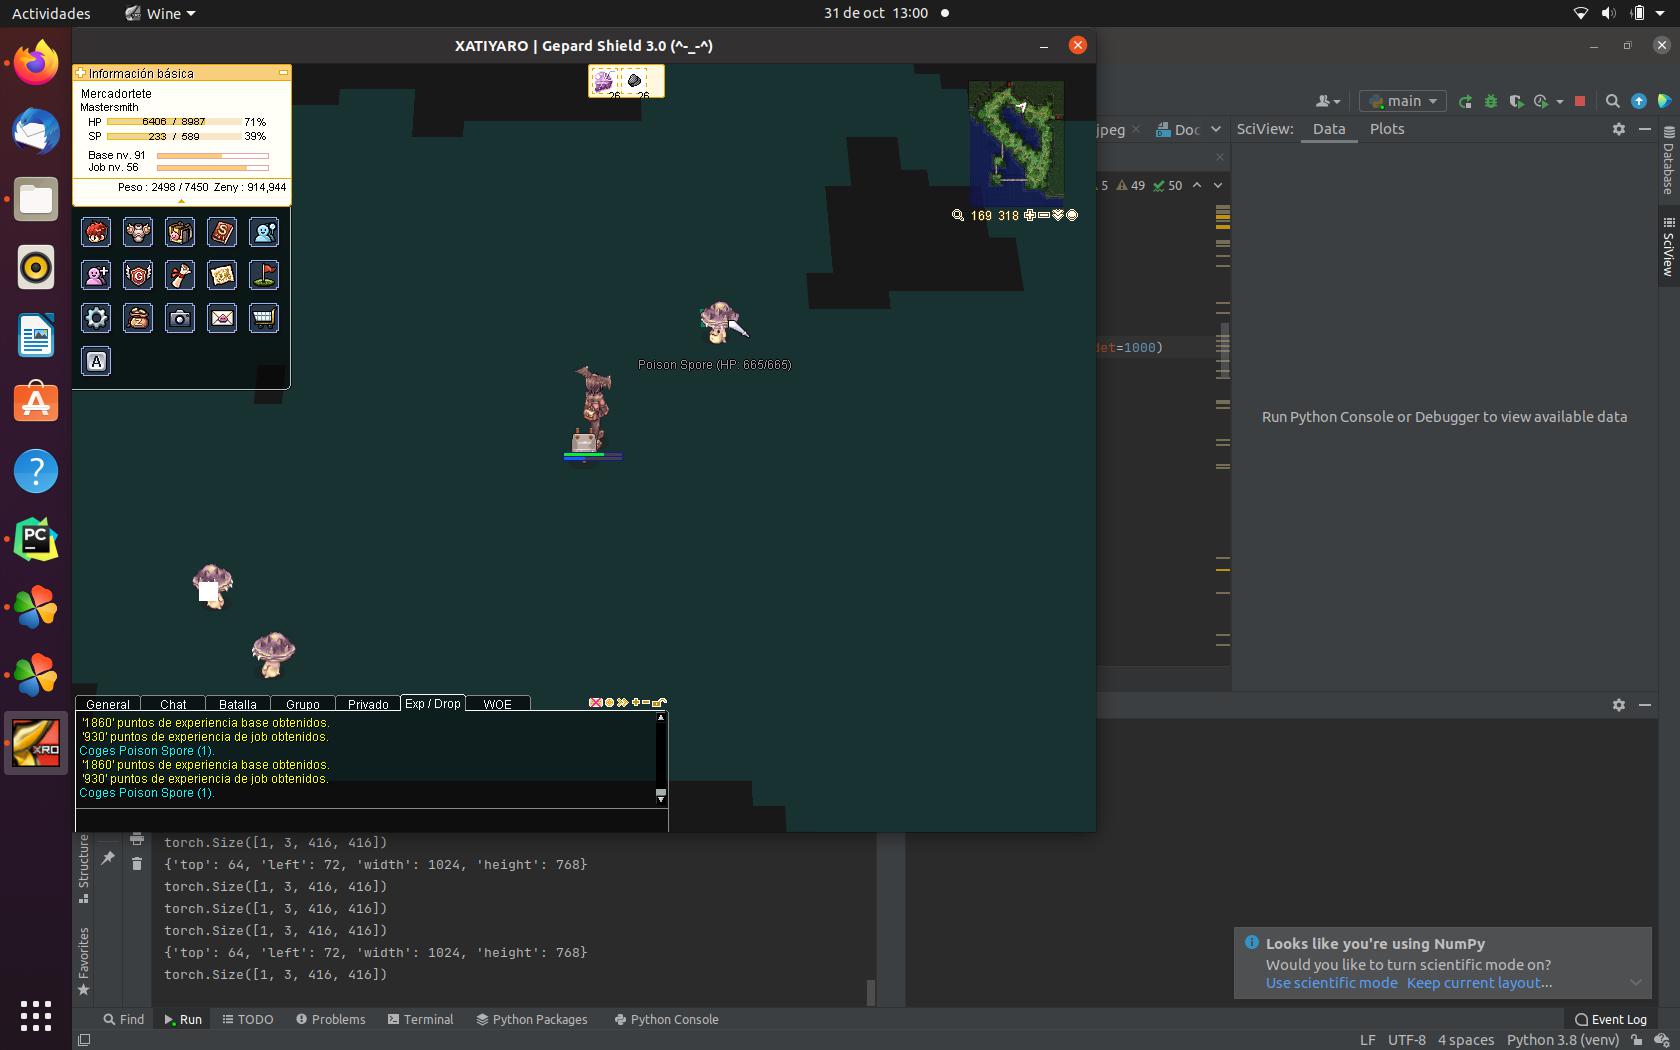 Actividades
Wine
31 de oct 13:00
XATIYARO | Gepard Shield 3.0 (^-_-^)
Información básica
Mercadortete
Mastersmith
HP 6406 / 8987 71%
SP 233 / 589 39%
Base nv. 91
Job nv. 56
Peso : 2498 / 7450 Zeny : 914,944
26 26
169 318
Poison Spore (HP: 665/665)
General Chat Batalla Grupo Privado Exp / Drop WOE
'1860' puntos de experiencia base obtenidos.
'930' puntos de experiencia de job obtenidos.
Coges Poison Spore (1).
'1860' puntos de experiencia base obtenidos.
'930' puntos de experiencia de job obtenidos.
Coges Poison Spore (1).
main
jpeg
Doc
SciView: Data Plots
5 49 50
det=1000)
Run Python Console or Debugger to view available data
Database
SciView
Structure
Favorites
torch.Size([1, 3, 416, 416])
{'top': 64, 'left': 72, 'width': 1024, 'height': 768}
torch.Size([1, 3, 416, 416])
torch.Size([1, 3, 416, 416])
torch.Size([1, 3, 416, 416])
{'top': 64, 'left': 72, 'width': 1024, 'height': 768}
torch.Size([1, 3, 416, 416])
Looks like you're using NumPy
Would you like to turn scientific mode on?
Use scientific mode Keep current layout...
Find Run TODO Problems Terminal Python Packages Python Console
Event Log
LF UTF-8 4 spaces Python 3.8 (venv)
PC
XRO
A